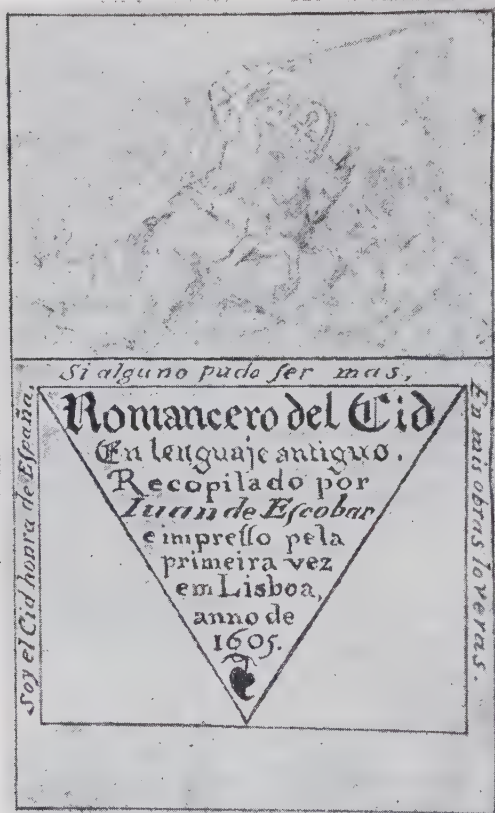 Si alguno pudo ser mas,
Soy el Cid honra de España,
En mis obras lo veras.
Romancero del Cid
En lenguaje antiguo.
Recopilado por
Iuan de Escobar
e impresso pela
primeira vez
em Lisboa,
anno de
1605.